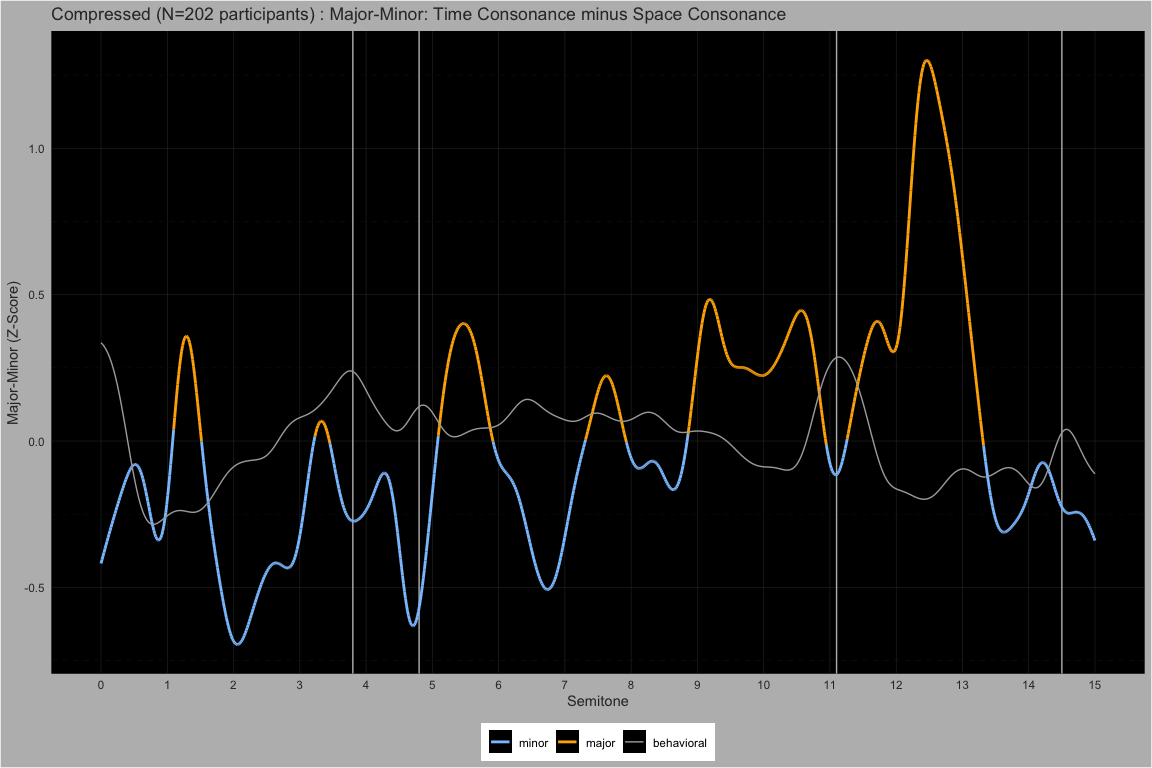 Compressed (N=202 participants) : Major-Minor: Time Consonance minus Space Consonance
Major-Minor (Z-Score)
1.0
0.5
0.0
-0.5
0 1 2 3 4 5 6 7 8 9 10 11 12 13 14 15
Semitone
minor major behavioral